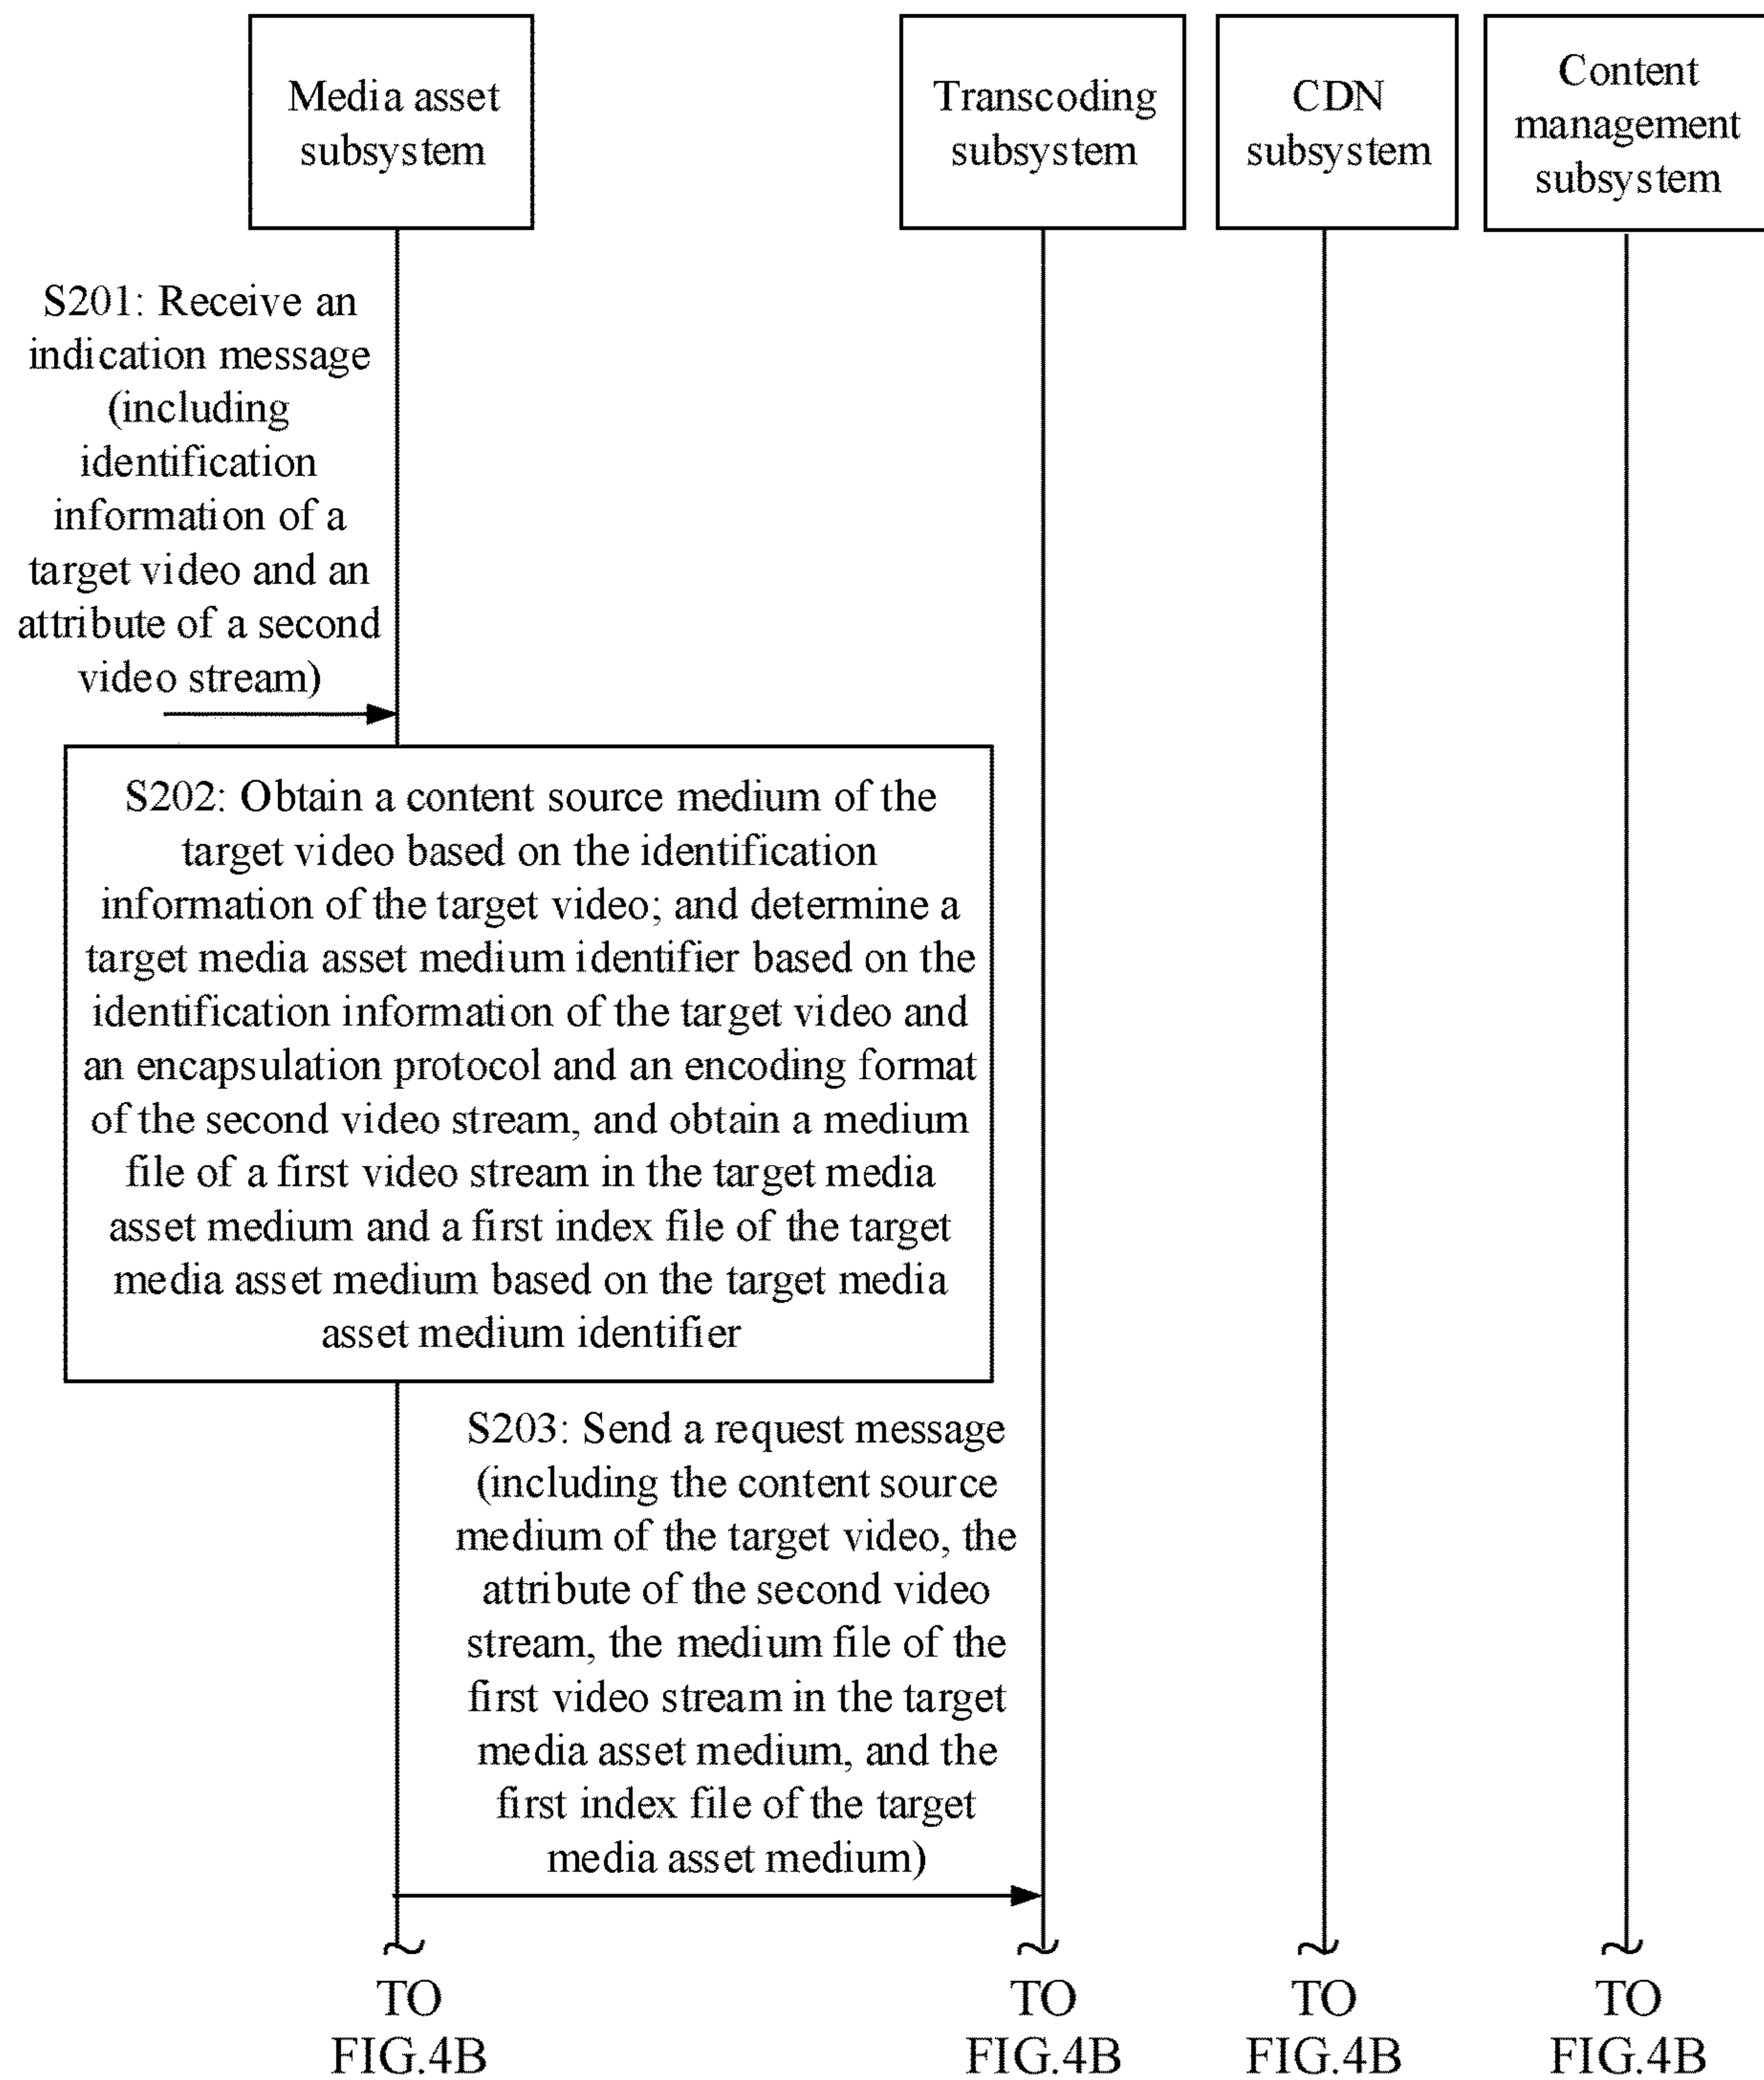 Media asset
subsystem
Transcoding
subsystem
CDN
subsystem
Content
management
subsystem
S201: Receive an
indication message
(including
identification
information of a
target video and an
attribute of a second
video stream)
S202: Obtain a content source medium of the
target video based on the identification
information of the target video; and determine a
target media asset medium identifier based on the
identification information of the target video and
an encapsulation protocol and an encoding format
of the second video stream, and obtain a medium
file of a first video stream in the target media
asset medium and a first index file of the target
media asset medium based on the target media
asset medium identifier
S203: Send a request message
(including the content source
medium of the target video, the
attribute of the second video
stream, the medium file of the
first video stream in the target
media asset medium, and the
first index file of the target
media asset medium)
TO
FIG.4B
TO
FIG.4B
TO
FIG.4B
TO
FIG.4B